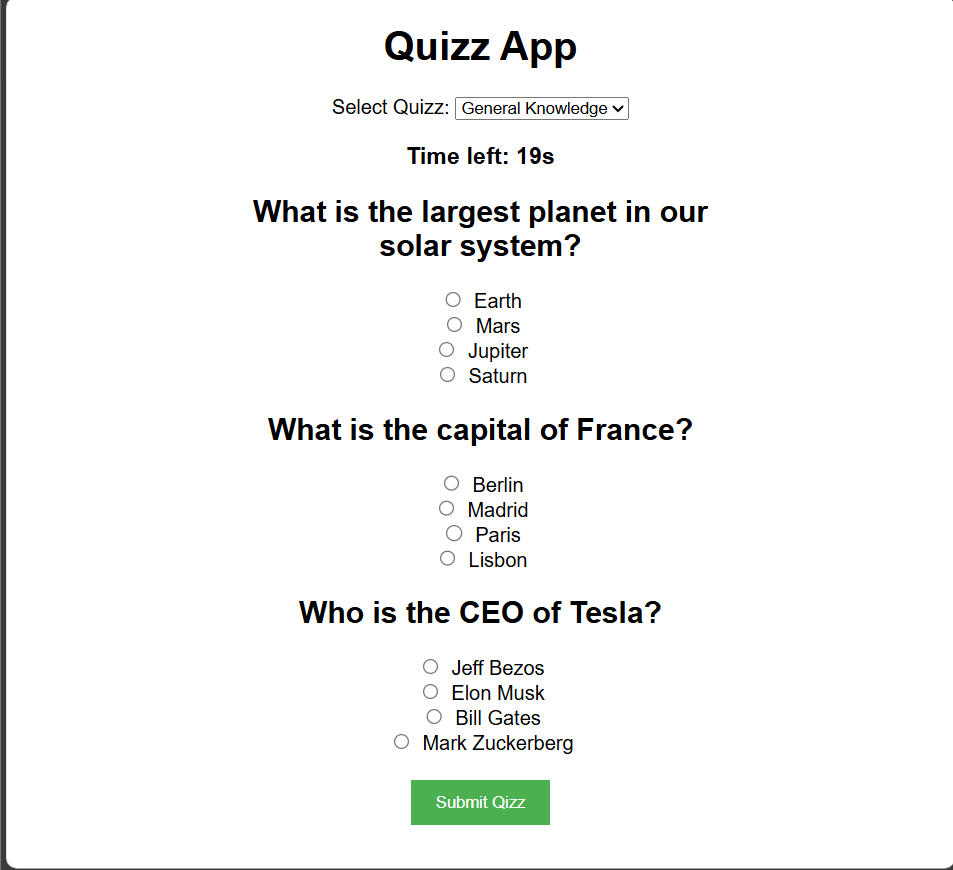 Quizz App
Select Quizz: General Knowledge
Time left: 19s
What is the largest planet in our
solar system?
Earth
Mars
Jupiter
Saturn
What is the capital of France?
Berlin
Madrid
Paris
Lisbon
Who is the CEO of Tesla?
Jeff Bezos
Elon Musk
Bill Gates
Mark Zuckerberg
Submit Qizz